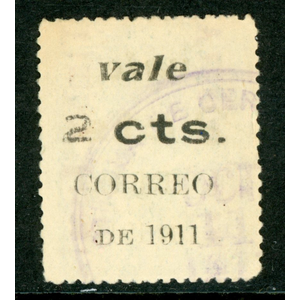 vale
2 cts.
CORREO
DE 1911